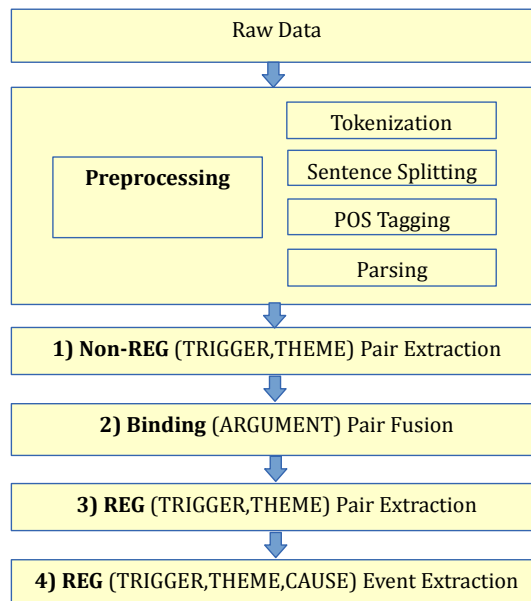 Raw Data
Preprocessing
Tokenization
Sentence Splitting
POS Tagging
Parsing
1) Non-REG (TRIGGER,THEME) Pair Extraction
2) Binding (ARGUMENT) Pair Fusion
3) REG (TRIGGER,THEME) Pair Extraction
4) REG (TRIGGER,THEME,CAUSE) Event Extraction